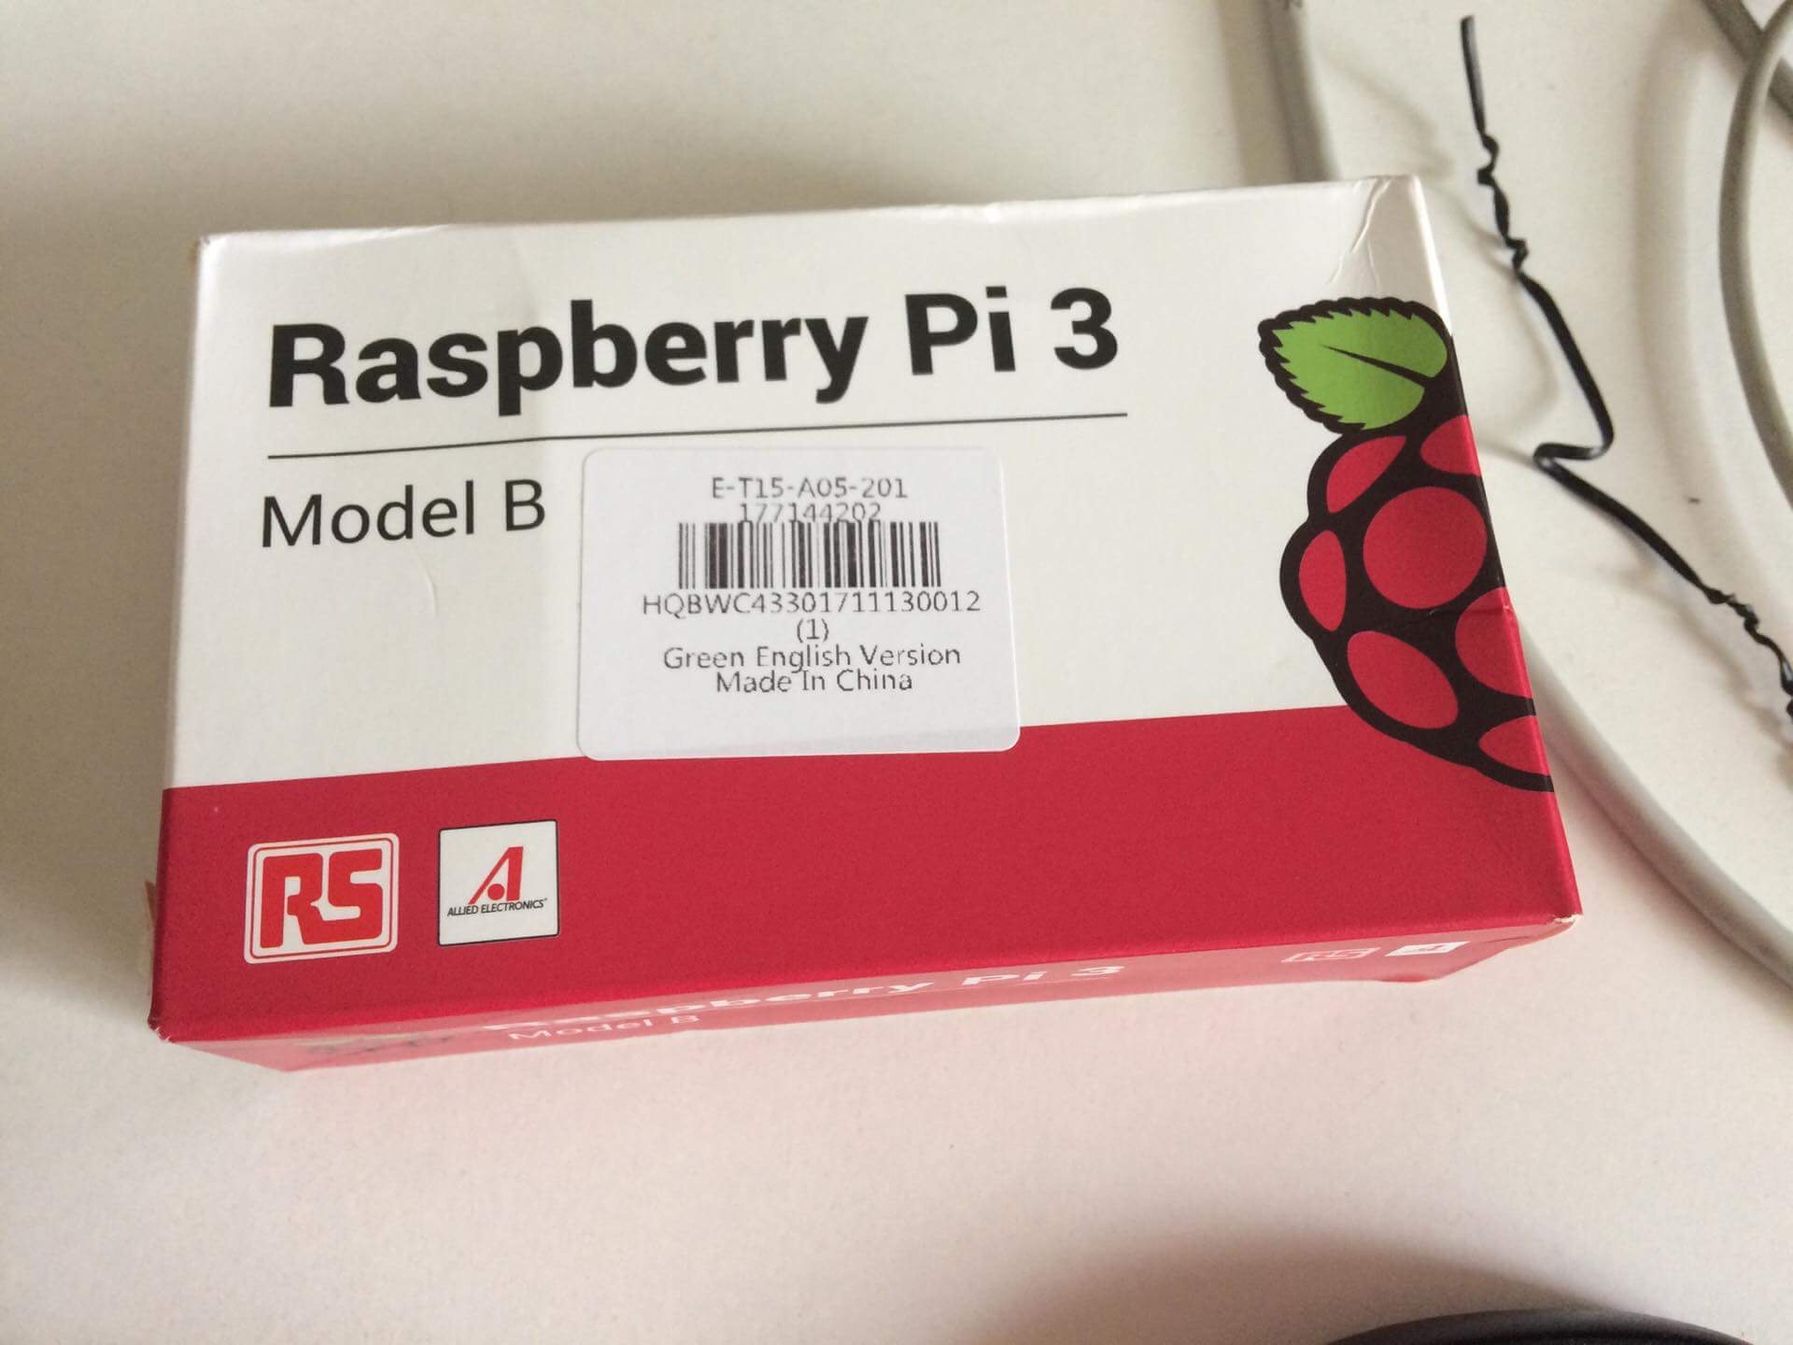 Raspberry Pi 3
Model B
E-T15-A05-201
177144202
HQBWC43301711130012
(1)
Green English Version
Made In China
RS
A
ALLIED ELECTRONICS
Raspberry Pi 3
Model B
RS